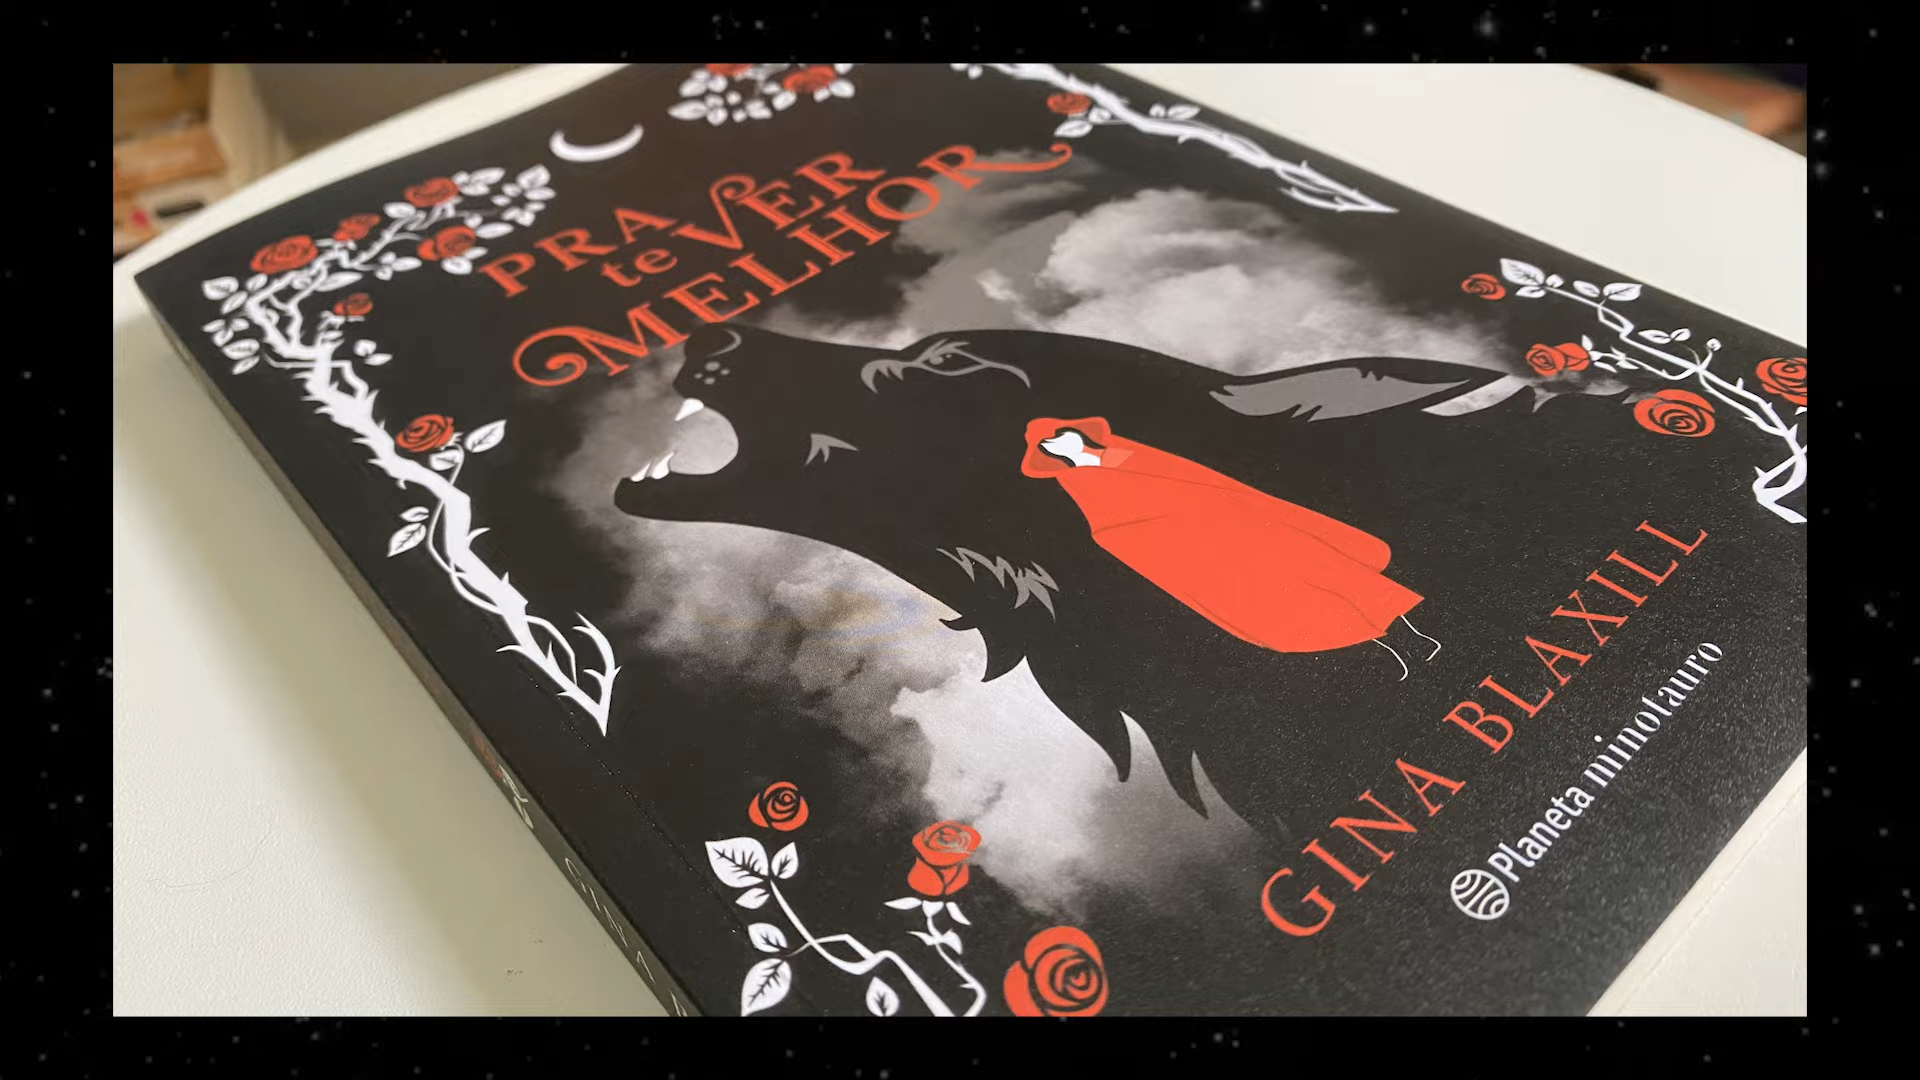 PRA
te VER
MELHOR
GINA BLAXILL
Planeta minotauro